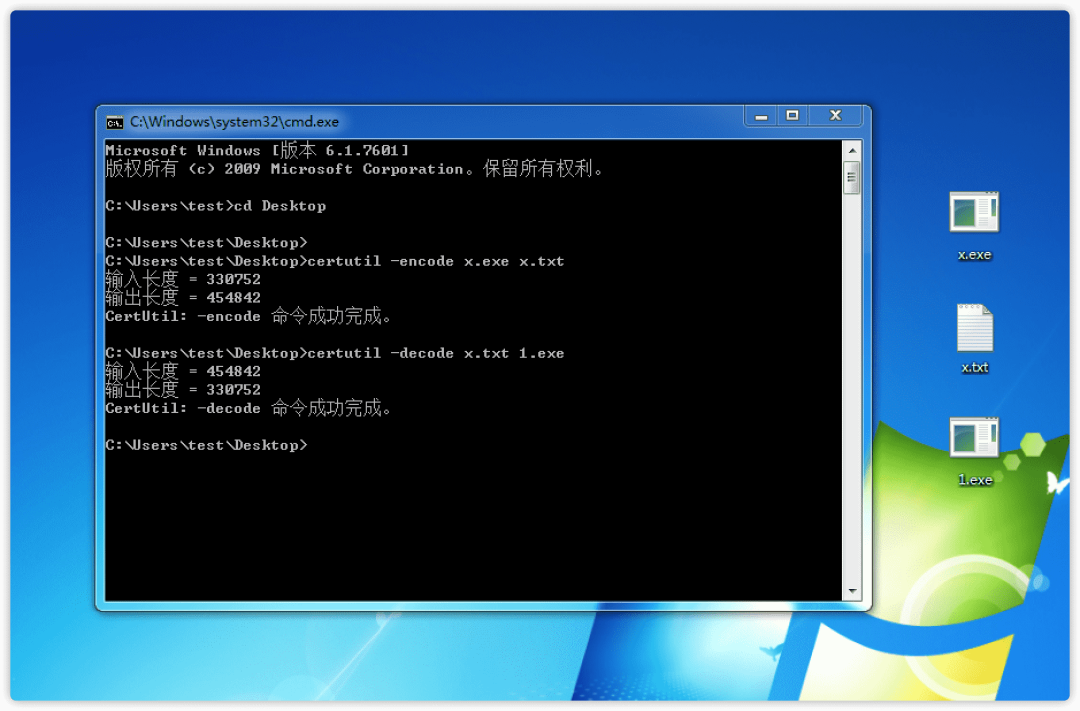 C:\Windows\system32\cmd.exe
Microsoft Windows [版本 6.1.7601]
版权所有 (c) 2009 Microsoft Corporation。保留所有权利。
C:\Users\test>cd Desktop
C:\Users\test\Desktop>
C:\Users\test\Desktop>certutil -encode x.exe x.txt
输入长度 = 330752
输出长度 = 454842
CertUtil: -encode 命令成功完成。
C:\Users\test\Desktop>certutil -decode x.txt 1.exe
输入长度 = 454842
输出长度 = 330752
CertUtil: -decode 命令成功完成。
C:\Users\test\Desktop>
x.exe
x.txt
1.exe